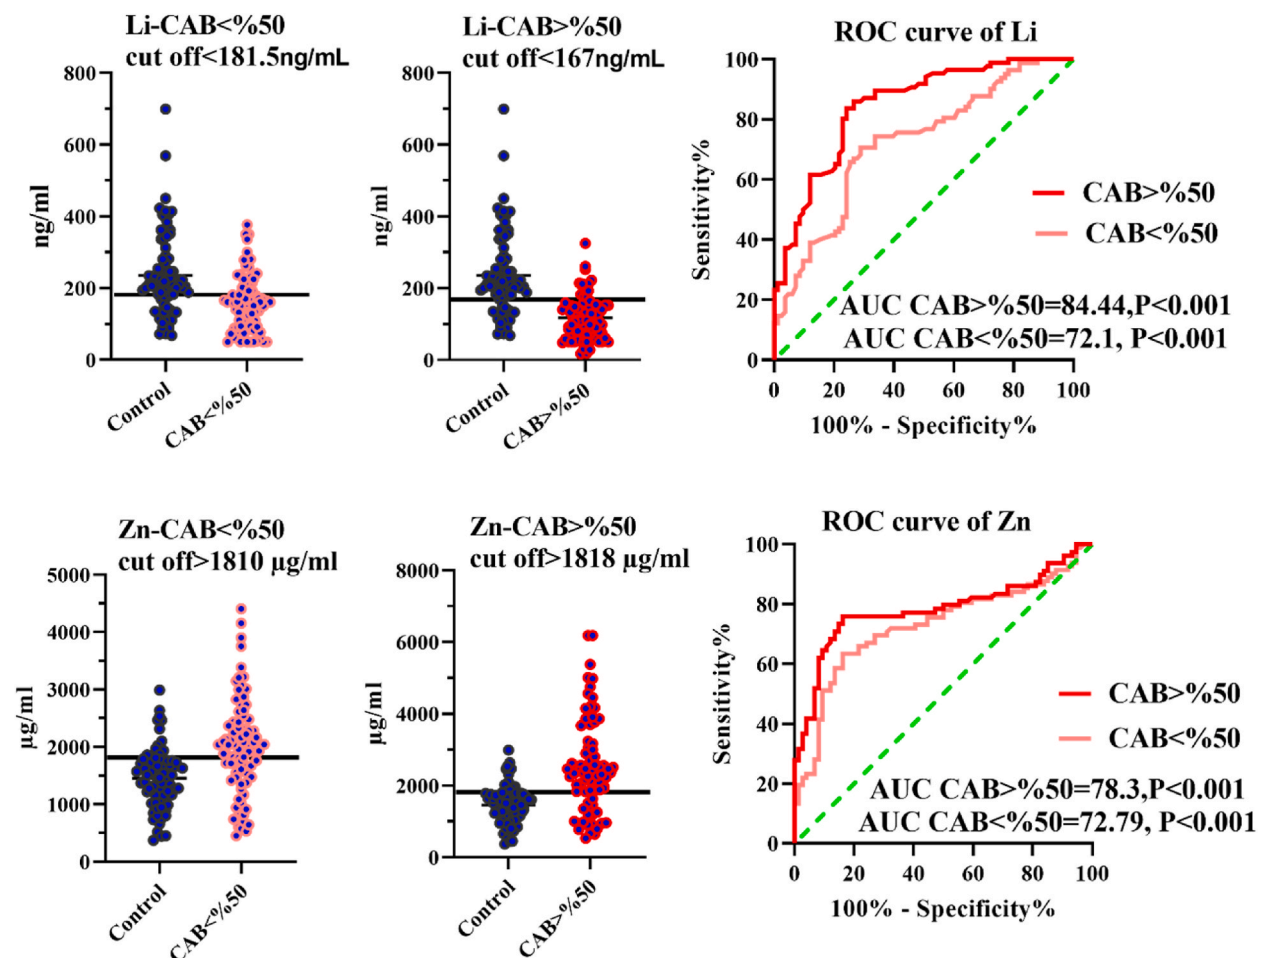 Li-CAB<%50
cut off<181.5ng/mL
800
600
400
200
0
ng/ml
Control
CAB<%50
Li-CAB>%50
cut off<167ng/mL
800
600
400
200
0
ng/ml
Control
CAB>%50
ROC curve of Li
100
80
60
40
20
0
Sensitivity%
CAB>%50
CAB<%50
AUC CAB>%50=84.44,P<0.001
AUC CAB<%50=72.1, P<0.001
0 20 40 60 80 100
100% - Specificity%
Zn-CAB<%50
cut off>1810 µg/ml
5000
4000
3000
2000
1000
0
µg/ml
Control
CAB<%50
Zn-CAB>%50
cut off>1818 µg/ml
8000
6000
4000
2000
0
µg/ml
Control
CAB>%50
ROC curve of Zn
100
80
60
40
20
0
Sensitivity%
CAB>%50
CAB<%50
AUC CAB>%50=78.3,P<0.001
AUC CAB<%50=72.79, P<0.001
0 20 40 60 80 100
100% - Specificity%